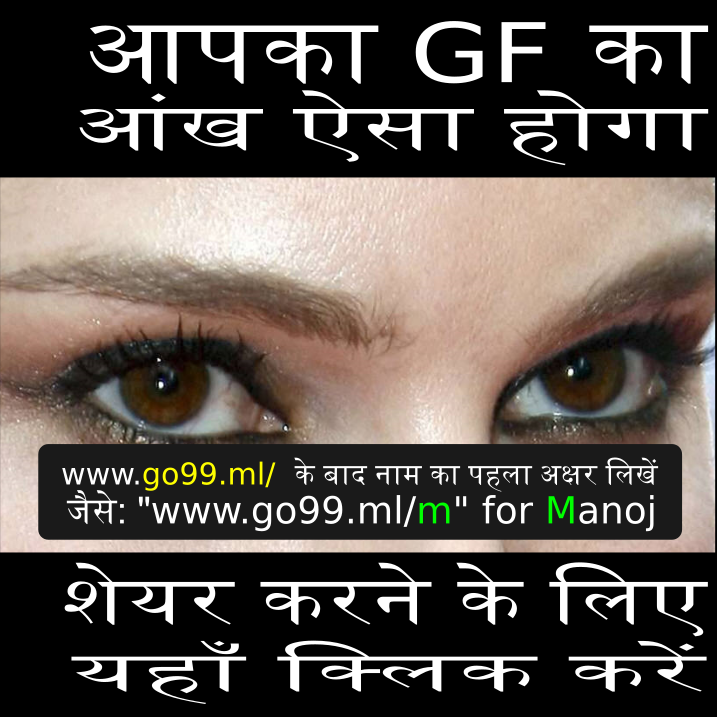 आपका GF का
आंख ऐसा होगा
www.go99.ml/ के बाद नाम का पहला अक्षर लिखें
जैसे: "www.go99.ml/m" for Manoj
शेयर करने के लिए
यहाँ क्लिक करें